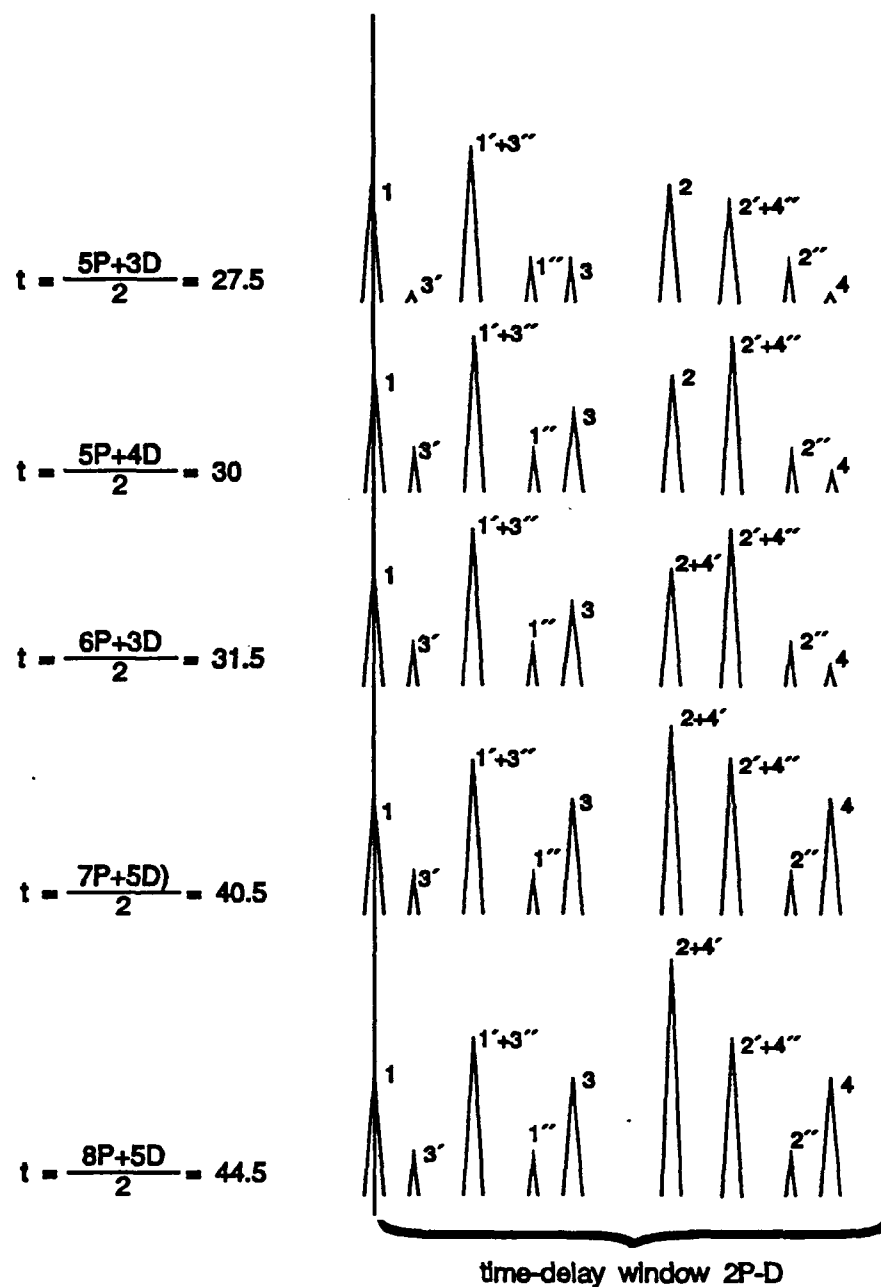 1 3′ 1′+3″ 1″ 3 2 2′+4″ 2″ 4
t = 5P+3D / 2 = 27.5
1 3′ 1′+3″ 1″ 3 2 2′+4″ 2″ 4
t = 5P+4D / 2 = 30
1 3′ 1′+3″ 1″ 3 2+4′ 2′+4″ 2″ 4
t = 6P+3D / 2 = 31.5
1 3′ 1′+3″ 1″ 3 2+4′ 2′+4″ 2″ 4
t = 7P+5D) / 2 = 40.5
1 3′ 1′+3″ 1″ 3 2+4′ 2′+4″ 2″ 4
t = 8P+5D / 2 = 44.5
time-delay window 2P-D